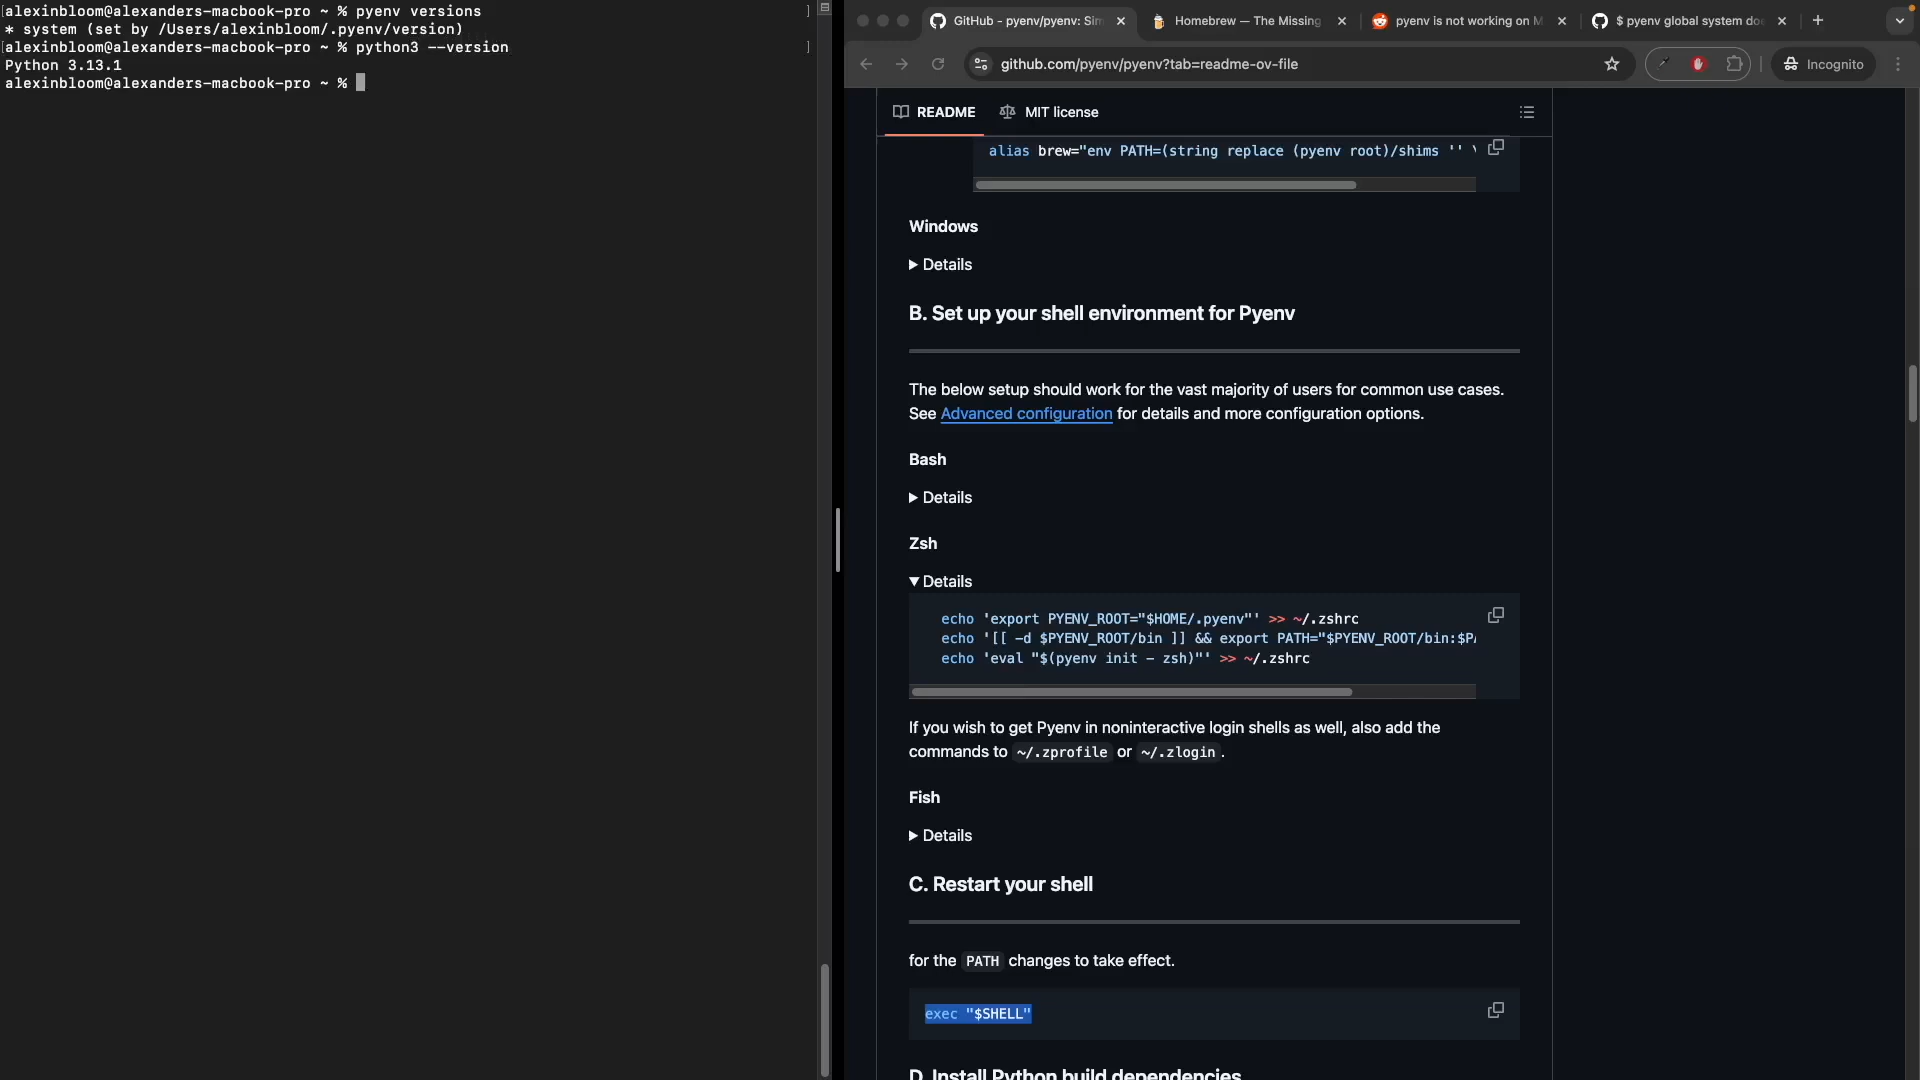 [alexinbloom@alexanders-macbook-pro ~ % pyenv versions ]
* system (set by /Users/alexinbloom/.pyenv/version)
[alexinbloom@alexanders-macbook-pro ~ % python3 --version ]
Python 3.13.1
alexinbloom@alexanders-macbook-pro ~ %
GitHub - pyenv/pyenv: Sim
Homebrew — The Missing
pyenv is not working on M
$ pyenv global system doe
github.com/pyenv/pyenv?tab=readme-ov-file
Incognito
README
MIT license
alias brew="env PATH=(string replace (pyenv root)/shims '' \
Windows
Details
B. Set up your shell environment for Pyenv
The below setup should work for the vast majority of users for common use cases.
See Advanced configuration for details and more configuration options.
Bash
Details
Zsh
Details
echo 'export PYENV_ROOT="$HOME/.pyenv"' >> ~/.zshrc
echo '[[ -d $PYENV_ROOT/bin ]] && export PATH="$PYENV_ROOT/bin:$PA
echo 'eval "$(pyenv init - zsh)"' >> ~/.zshrc
If you wish to get Pyenv in noninteractive login shells as well, also add the
commands to ~/.zprofile or ~/.zlogin.
Fish
Details
C. Restart your shell
for the PATH changes to take effect.
exec "$SHELL"
D. Install Python build dependencies